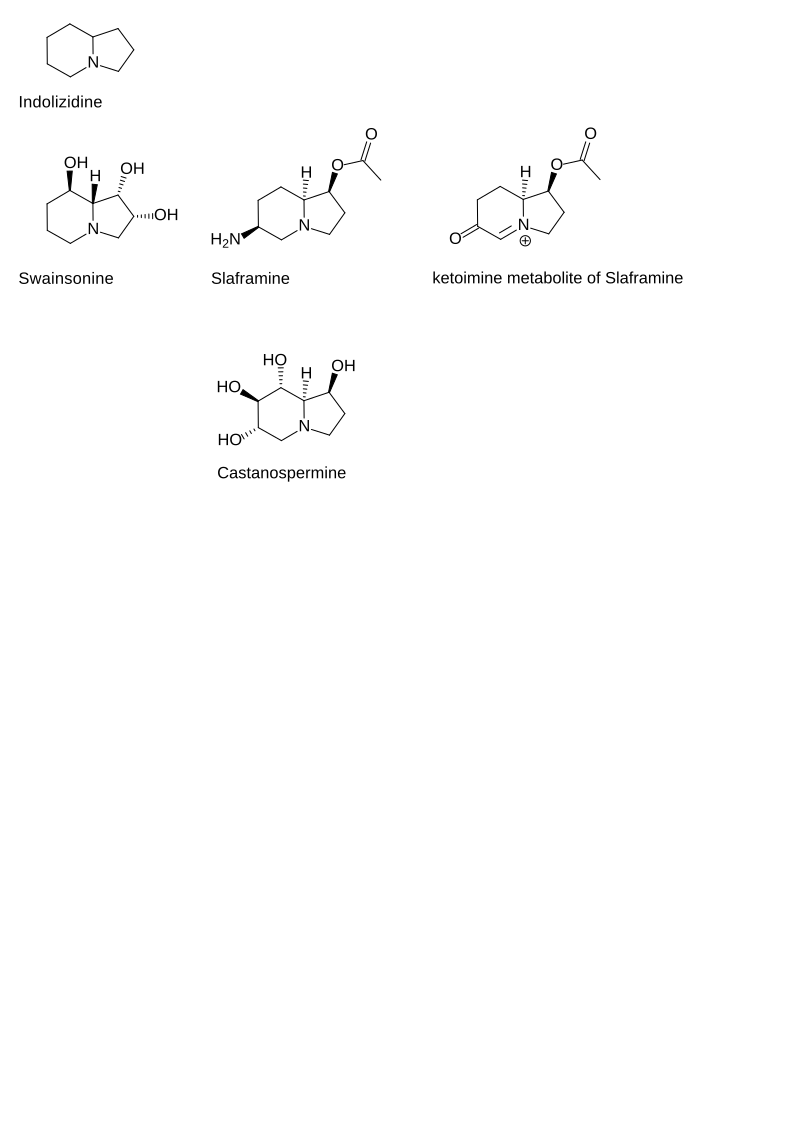 N
Indolizidine
OH
H
OH
OH
N
Swainsonine
O
O
H
H₂N
N
Slaframine
O
O
H
O
N
⊕
ketoimine metabolite of Slaframine
HO
H
OH
HO
HO
N
Castanospermine